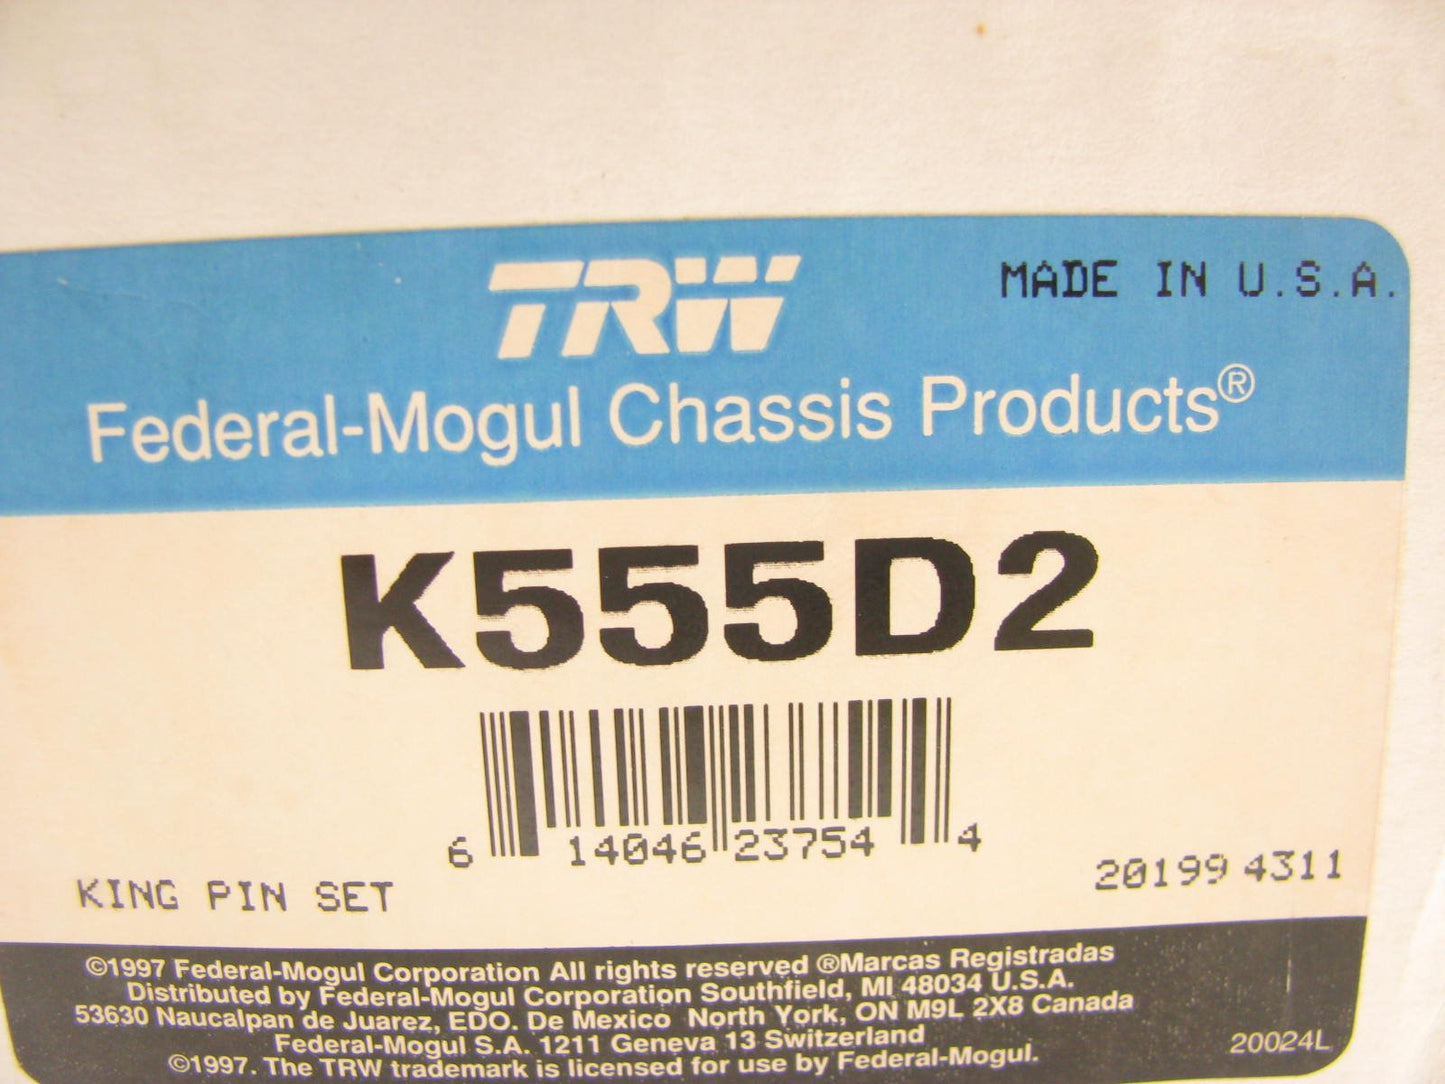 TRW
MADE IN U.S.A.
Federal-Mogul Chassis Products®
K555D2
6 14046 23754 4
KING PIN SET
20199 4311
©1997 Federal-Mogul Corporation All rights reserved ®Marcas Registradas
Distributed by Federal-Mogul Corporation Southfield, MI 48034 U.S.A.
53630 Naucalpan de Juarez, EDO. De Mexico North York, ON M9L 2X8 Canada
Federal-Mogul S.A. 1211 Geneva 13 Switzerland
©1997. The TRW trademark is licensed for use by Federal-Mogul.
20024L